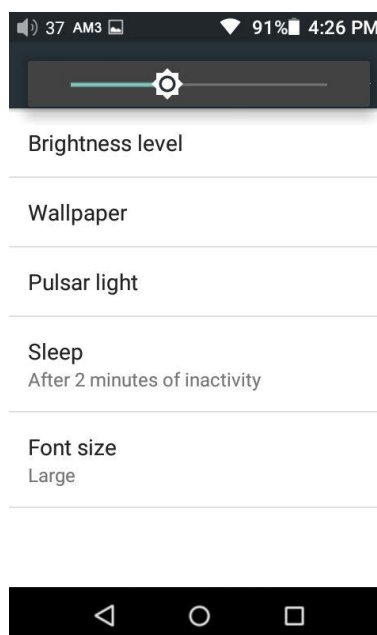 37 AM3 91% 4:26 PM
Brightness level
Wallpaper
Pulsar light
Sleep
After 2 minutes of inactivity
Font size
Large